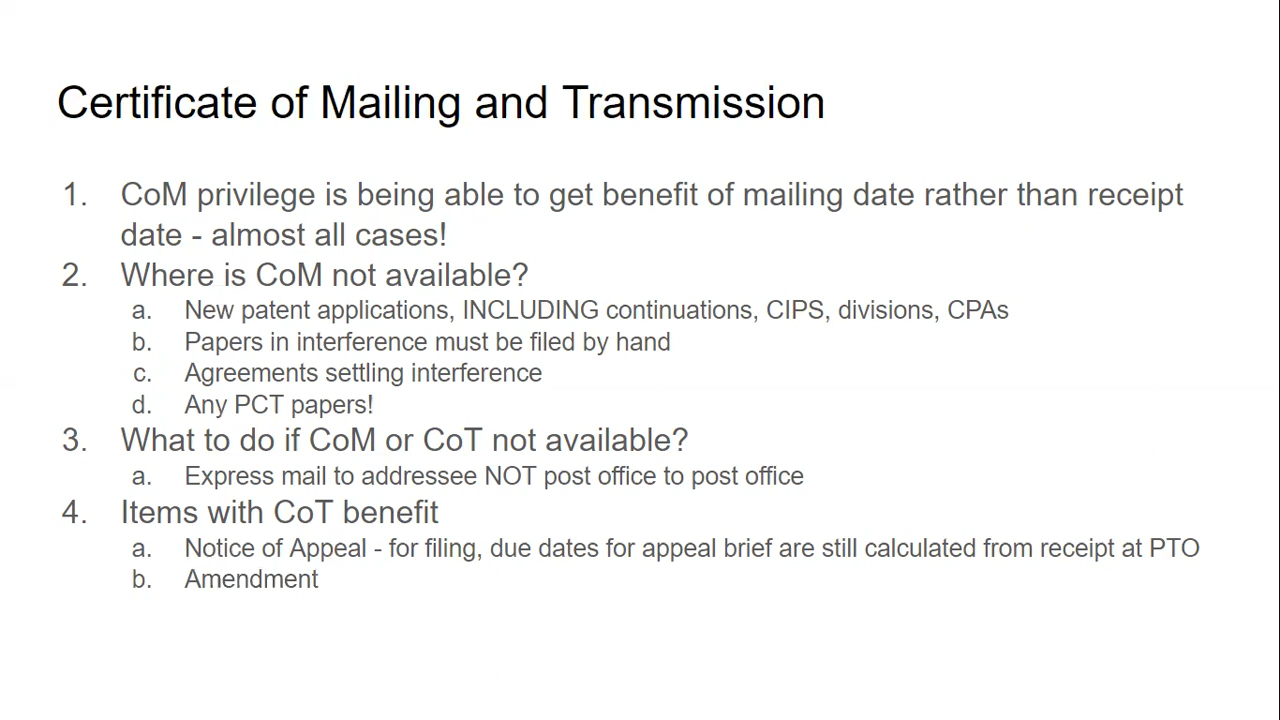 Certificate of Mailing and Transmission
1. CoM privilege is being able to get benefit of mailing date rather than receipt
date - almost all cases!
2. Where is CoM not available?
a. New patent applications, INCLUDING continuations, CIPS, divisions, CPAs
b. Papers in interference must be filed by hand
c. Agreements settling interference
d. Any PCT papers!
3. What to do if CoM or CoT not available?
a. Express mail to addressee NOT post office to post office
4. Items with CoT benefit
a. Notice of Appeal - for filing, due dates for appeal brief are still calculated from receipt at PTO
b. Amendment